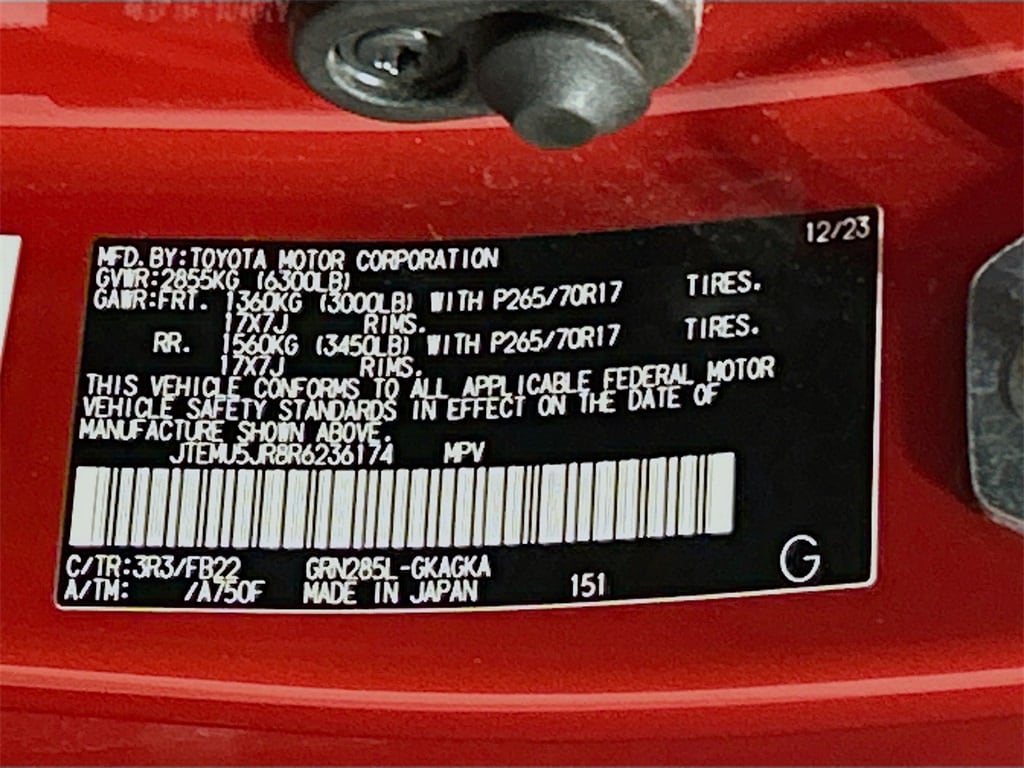 12/23
MFD.BY:TOYOTA MOTOR CORPORATION
GVWR:2855KG (6300LB)
GAWR:FRT. 1360KG (3000LB) WITH P265/70R17 TIRES.
17X7J RIMS.
RR. 1560KG (3450LB) WITH P265/70R17 TIRES.
17X7J RIMS.
THIS VEHICLE CONFORMS TO ALL APPLICABLE FEDERAL MOTOR
VEHICLE SAFETY STANDARDS IN EFFECT ON THE DATE OF
MANUFACTURE SHOWN ABOVE.
JTEMU5JR8R6236174 MPV
C/TR:3R3/FB22 GRN285L-GKAGKA
A/TM: /A750F MADE IN JAPAN 151
G